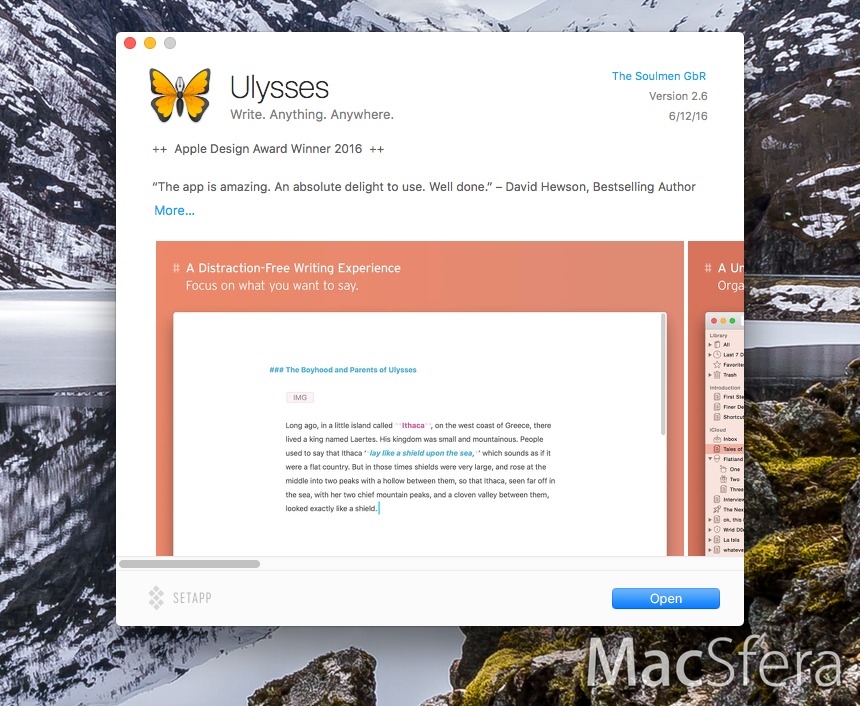 Ulysses
Write. Anything. Anywhere.
The Soulmen GbR
Version 2.6
6/12/16
++ Apple Design Award Winner 2016 ++
“The app is amazing. An absolute delight to use. Well done.” – David Hewson, Bestselling Author
More...
# A Distraction-Free Writing Experience
Focus on what you want to say.
### The Boyhood and Parents of Ulysses
IMG
Long ago, in a little island called **Ithaca**, on the west coast of Greece, there
lived a king named Laertes. His kingdom was small and mountainous. People
used to say that Ithaca “lay like a shield upon the sea,” which sounds as if it
were a flat country. But in those times shields were very large, and rose at the
middle into two peaks with a hollow between them, so that Ithaca, seen far off in
the sea, with her two chief mountain peaks, and a cloven valley between them,
looked exactly like a shield.
# A Ur
Orga
Library
All
Last 7 D
Favorite
Trash
Introduction
First Ste
Finer De
Shortcut
iCloud
Inbox
Tales of
Flatland
One
Two
Three
Interview
The Nex
ok, this
Wrld D0
La Isla
whateve
SETAPP
Open
MacSfera